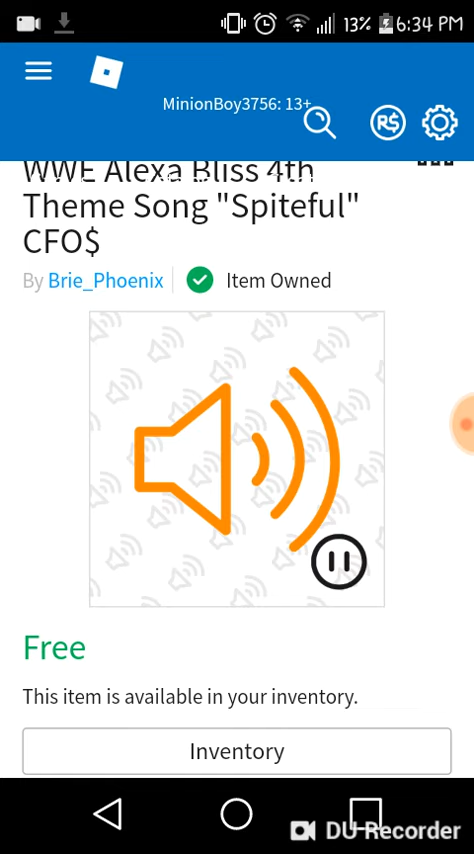 13% 6:34 PM
MinionBoy3756: 13+
R$
WWE Alexa Bliss 4th
Theme Song "Spiteful"
CFO$
By Brie_Phoenix Item Owned
Free
This item is available in your inventory.
Inventory
DU Recorder